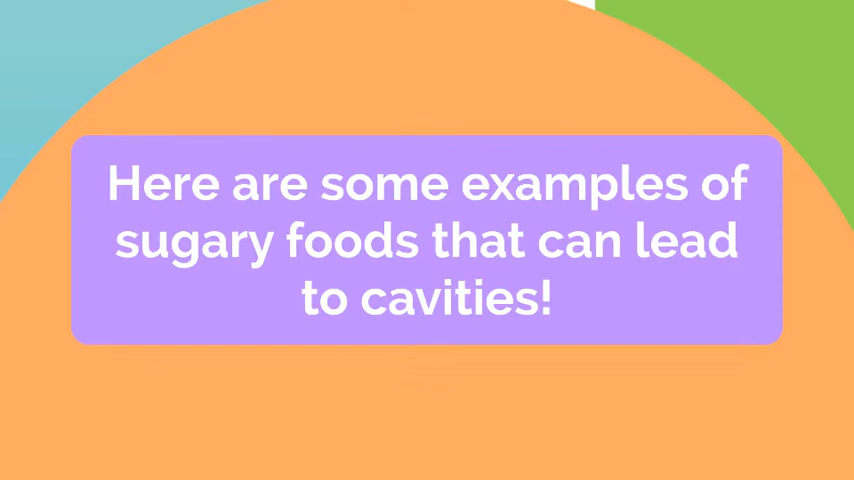 Here are some examples of
sugary foods that can lead
to cavities!